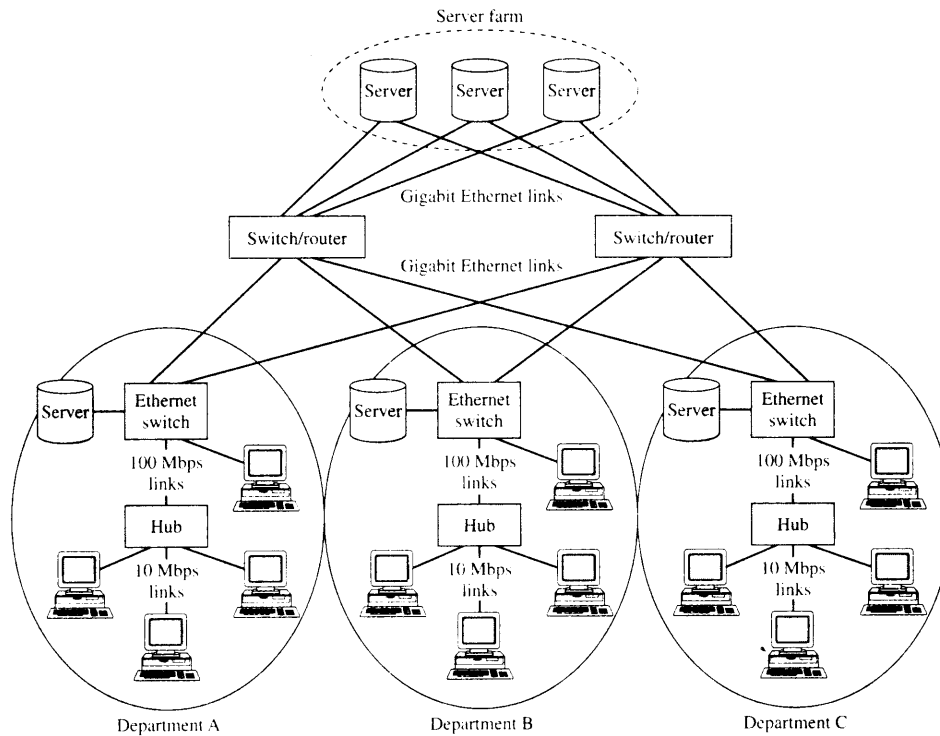 Server farm
Server Server Server
Gigabit Ethernet links
Switch/router Switch/router
Gigabit Ethernet links
Server
Ethernet
switch
100 Mbps
links
Hub
10 Mbps
links
Department A
Server
Ethernet
switch
100 Mbps
links
Hub
10 Mbps
links
Department B
Server
Ethernet
switch
100 Mbps
links
Hub
10 Mbps
links
Department C